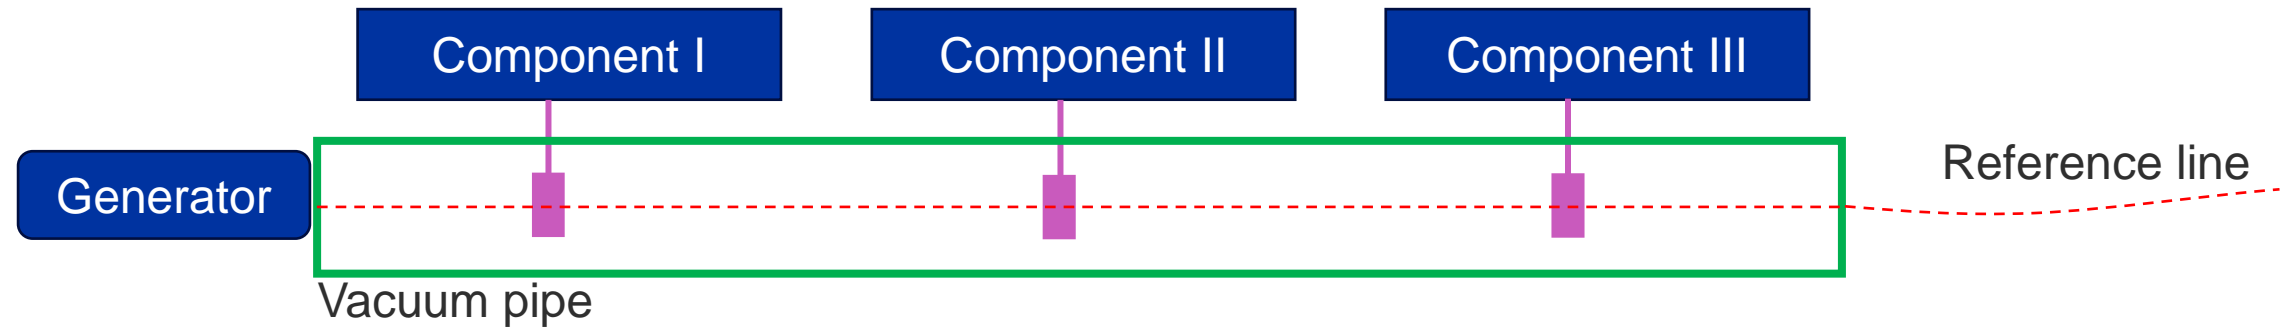 Component I
Component II
Component III
Generator
Reference line
Vacuum pipe